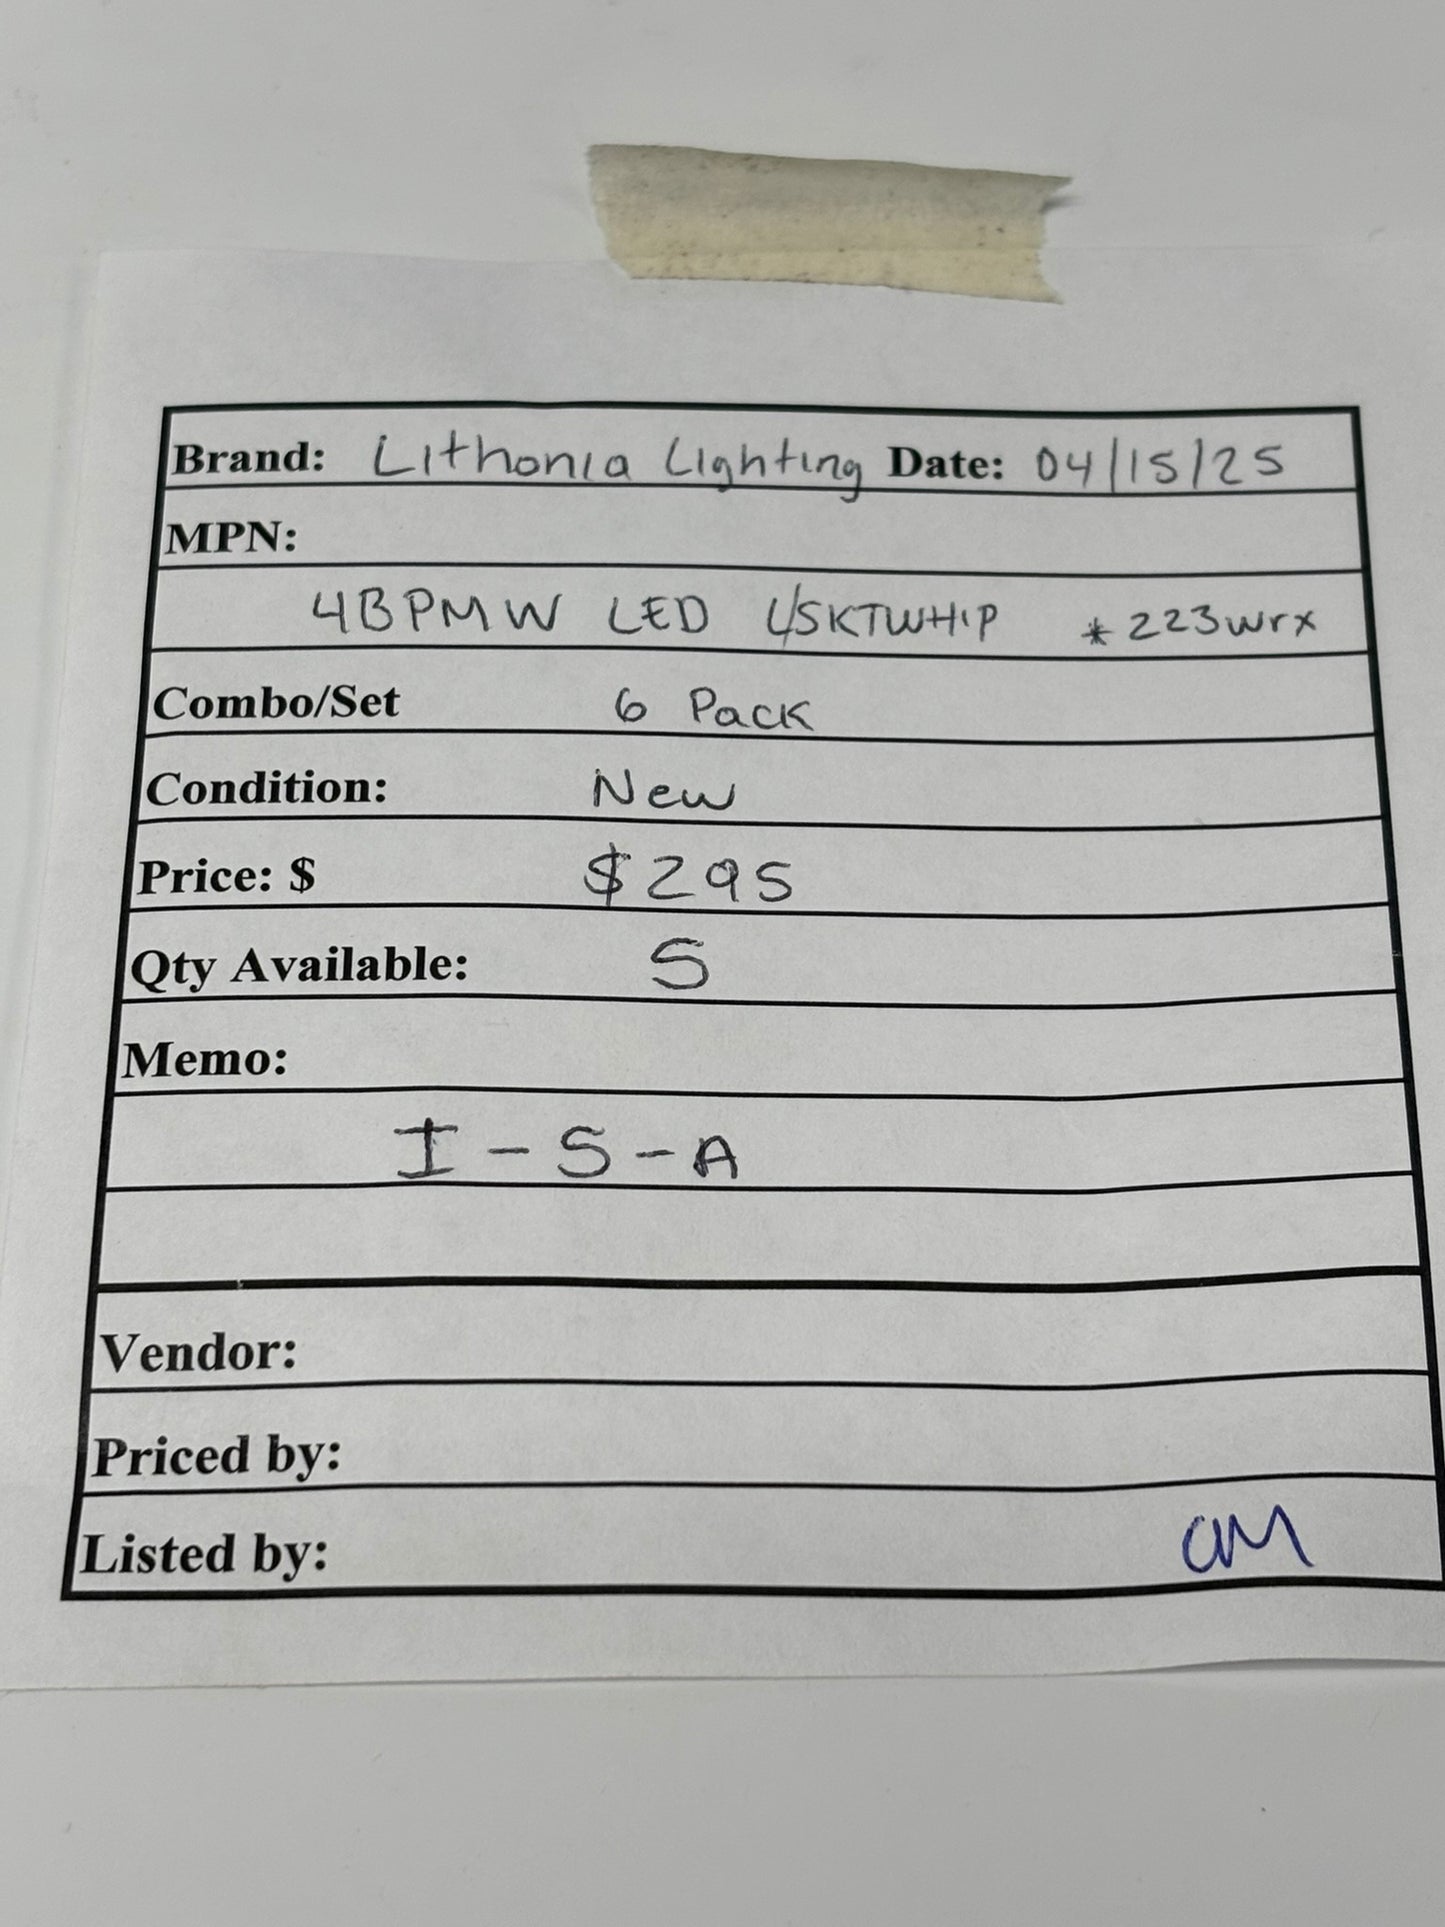 Brand: Lithonia Lighting Date: 04/15/25
MPN:
4BPMW LED L/SKTWHIP *223wrx
Combo/Set 6 Pack
Condition: New
Price: $ $295
Qty Available: 5
Memo:
I-S-A
Vendor:
Priced by:
Listed by: CM